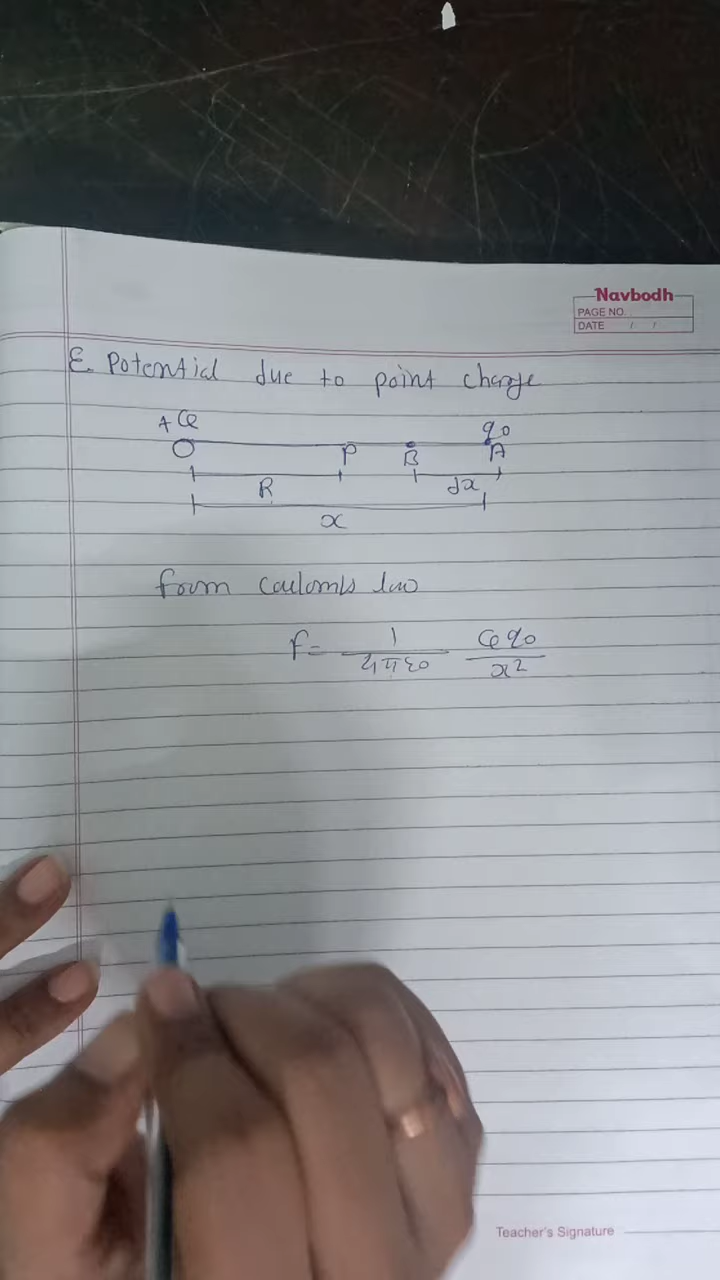 Navbodh
PAGE NO.
DATE / /
E. Potential due to point charge
+Q q0
O P B A
R dx
x
form Coulombs law
F= 1/4πε0 Qq0/x²
Teacher's Signature